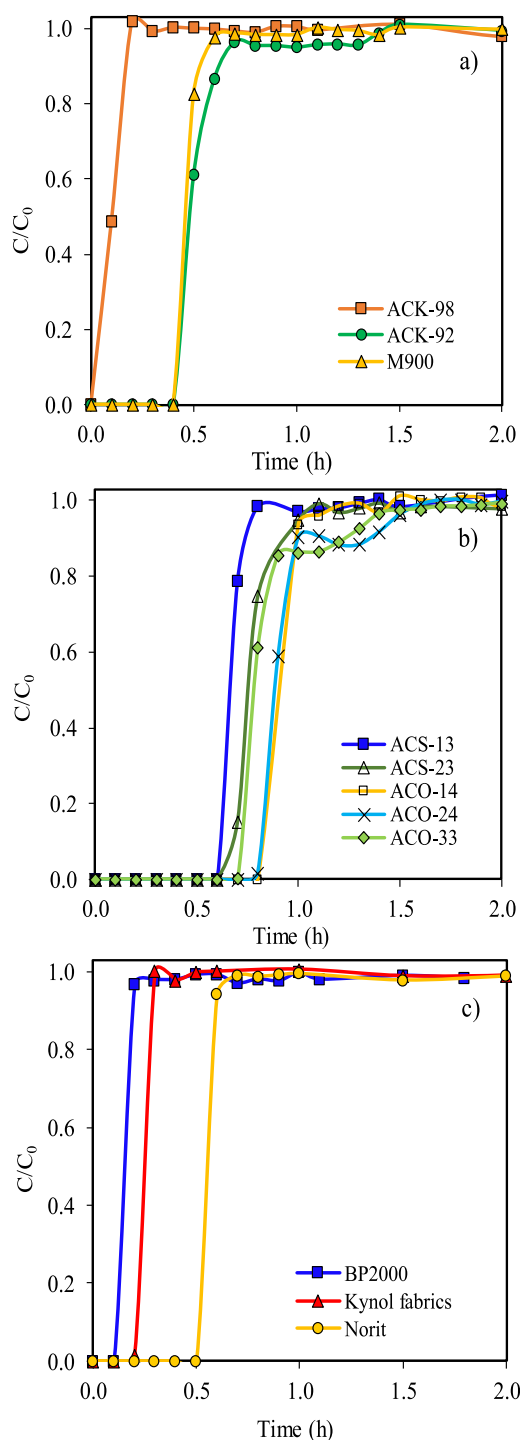 a)
C/C₀
1.0
0.8
0.6
0.4
0.2
0.0
ACK-98
ACK-92
M900
0.0 0.5 1.0 1.5 2.0
Time (h)
b)
C/C₀
1.0
0.8
0.6
0.4
0.2
0.0
ACS-13
ACS-23
ACO-14
ACO-24
ACO-33
0.0 0.5 1.0 1.5 2.0
Time (h)
c)
C/C₀
1.0
0.8
0.6
0.4
0.2
0.0
BP2000
Kynol fabrics
Norit
0.0 0.5 1.0 1.5 2.0
Time (h)